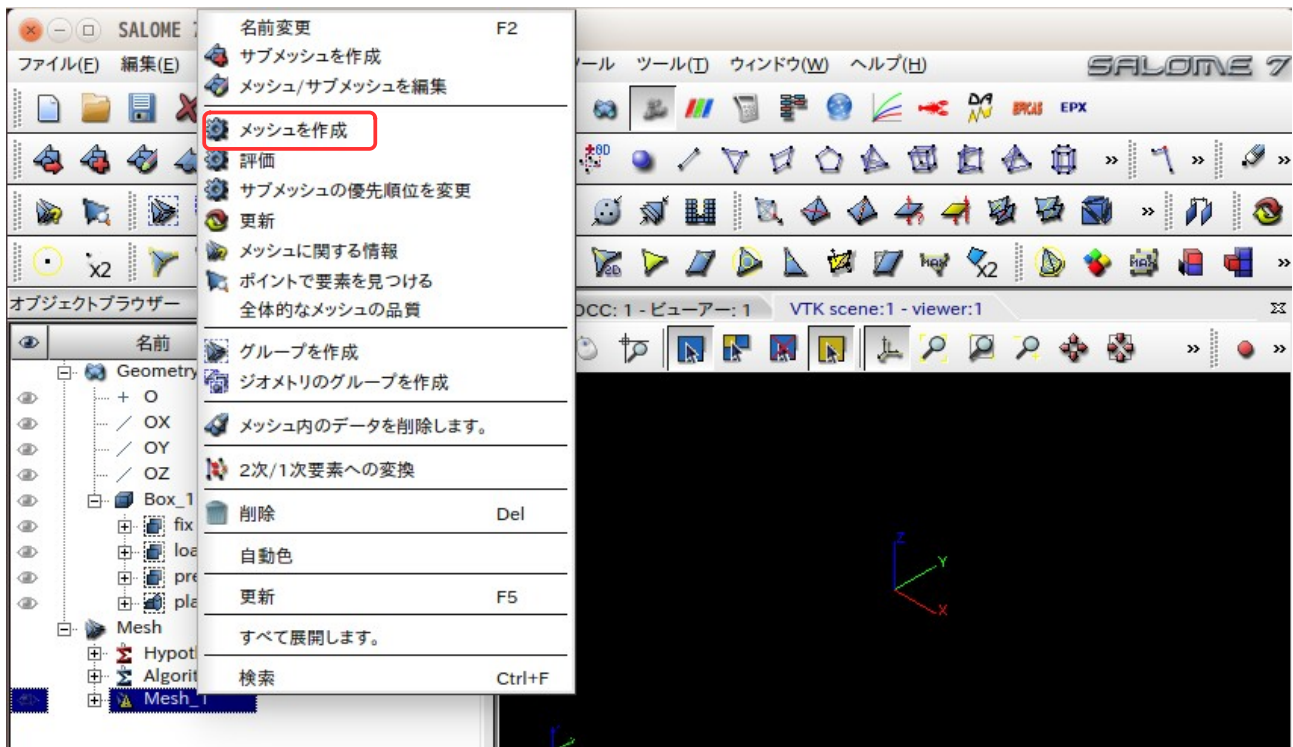 SALOME 7
名前変更 F2
サブメッシュを作成
メッシュ/サブメッシュを編集
メッシュを作成
評価
サブメッシュの優先順位を変更
更新
メッシュに関する情報
ポイントで要素を見つける
全体的なメッシュの品質
グループを作成
ジオメトリのグループを作成
メッシュ内のデータを削除します。
2次/1次要素への変換
削除 Del
自動色
更新 F5
すべて展開します。
検索 Ctrl+F
ファイル(F) 編集(E) ール ツール(T) ウィンドウ(W) ヘルプ(H)
SALOME 7
EPX
x2
x2
オブジェクトブラウザー
OCC: 1 - ビューアー: 1 VTK scene:1 - viewer:1
名前
Geometry
O
OX
OY
OZ
Box_1
fix
loa
pre
pla
Mesh
Hypot
Algorit
Mesh_1
Z
Y
X